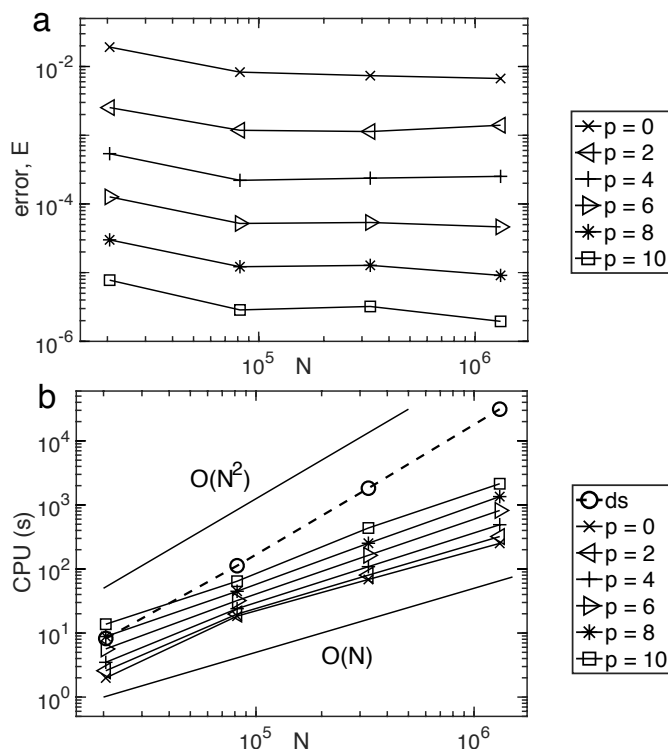 a
10^-2
10^-4
10^-6
error, E
10^5
N
10^6
p = 0
p = 2
p = 4
p = 6
p = 8
p = 10
b
10^4
10^3
10^2
10^1
10^0
CPU (s)
O(N^2)
O(N)
10^5
N
10^6
ds
p = 0
p = 2
p = 4
p = 6
p = 8
p = 10